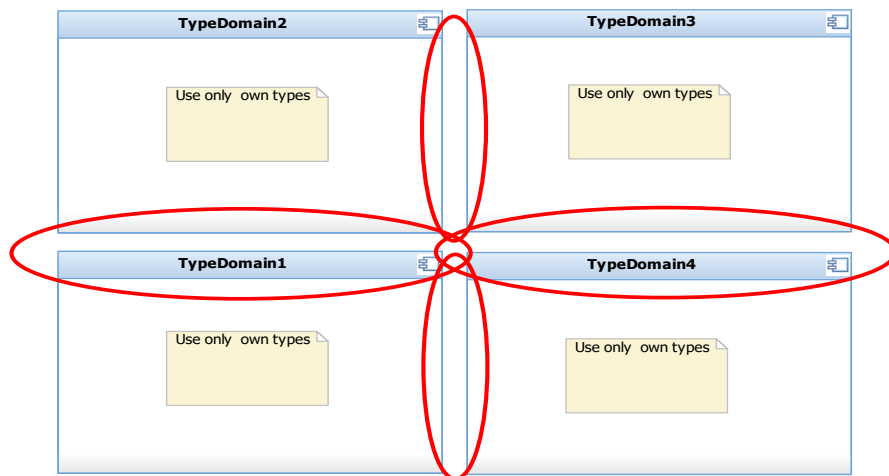 TypeDomain2
Use only  own types
TypeDomain3
Use only  own types
TypeDomain1
Use only  own types
TypeDomain4
Use only  own types